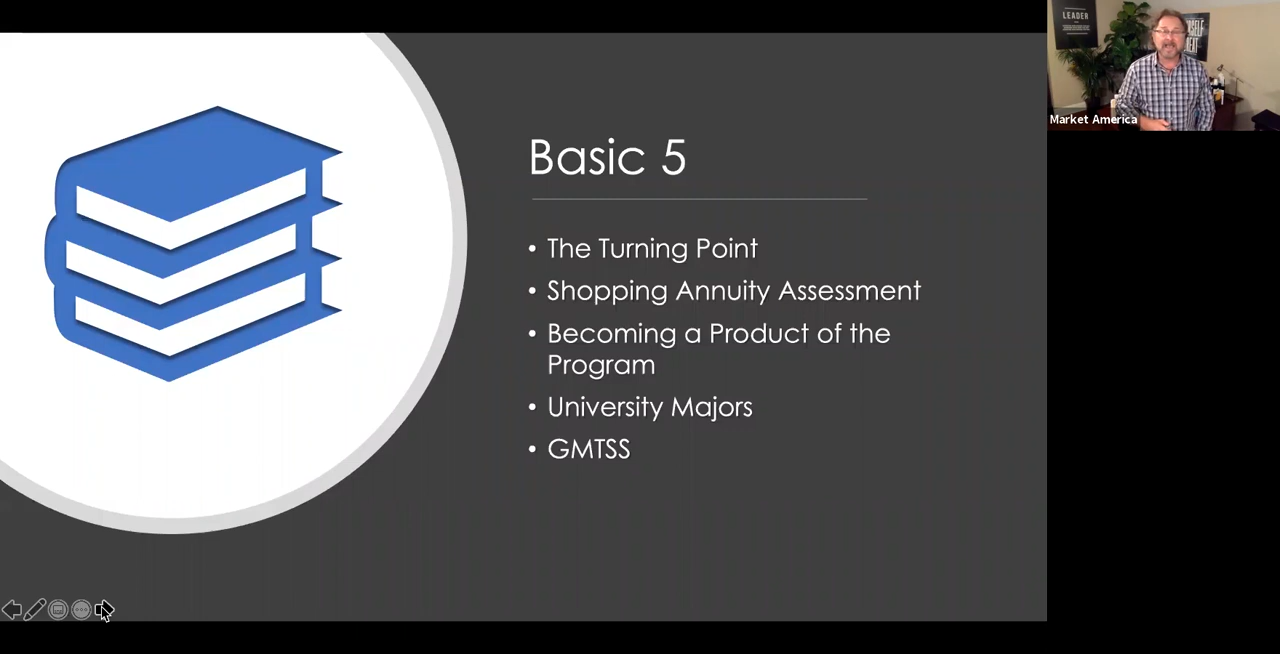 Basic 5
• The Turning Point
• Shopping Annuity Assessment
• Becoming a Product of the
Program
• University Majors
• GMTSS
LEADER
Market America